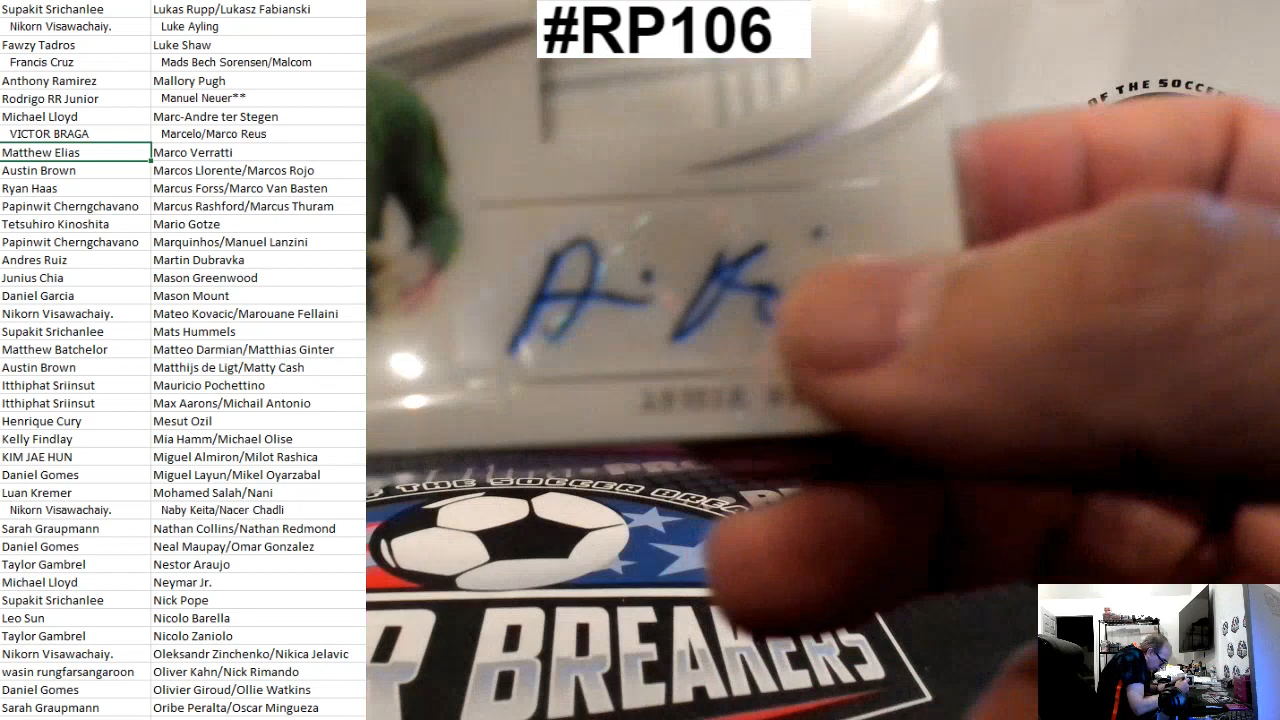 Supakit Srichanlee Lukas Rupp/Lukasz Fabianski
Nikorn Visawachaiy. Luke Ayling
Fawzy Tadros Luke Shaw
Francis Cruz Mads Bech Sorensen/Malcom
Anthony Ramirez Mallory Pugh
Rodrigo RR Junior Manuel Neuer**
Michael Lloyd Marc-Andre ter Stegen
VICTOR BRAGA Marcelo/Marco Reus
Matthew Elias Marco Verratti
Austin Brown Marcos Llorente/Marcos Rojo
Ryan Haas Marcus Forss/Marco Van Basten
Papinwit Cherngchavano Marcus Rashford/Marcus Thuram
Tetsuhiro Kinoshita Mario Gotze
Papinwit Cherngchavano Marquinhos/Manuel Lanzini
Andres Ruiz Martin Dubravka
Junius Chia Mason Greenwood
Daniel Garcia Mason Mount
Nikorn Visawachaiy. Mateo Kovacic/Marouane Fellaini
Supakit Srichanlee Mats Hummels
Matthew Batchelor Matteo Darmian/Matthias Ginter
Austin Brown Matthijs de Ligt/Matty Cash
Itthiphat Sriinsut Mauricio Pochettino
Itthiphat Sriinsut Max Aarons/Michail Antonio
Henrique Cury Mesut Ozil
Kelly Findlay Mia Hamm/Michael Olise
KIM JAE HUN Miguel Almiron/Milot Rashica
Daniel Gomes Miguel Layun/Mikel Oyarzabal
Luan Kremer Mohamed Salah/Nani
Nikorn Visawachaiy. Naby Keita/Nacer Chadli
Sarah Graupmann Nathan Collins/Nathan Redmond
Daniel Gomes Neal Maupay/Omar Gonzalez
Taylor Gambrel Nestor Araujo
Michael Lloyd Neymar Jr.
Supakit Srichanlee Nick Pope
Leo Sun Nicolo Barella
Taylor Gambrel Nicolo Zaniolo
Nikorn Visawachaiy. Oleksandr Zinchenko/Nikica Jelavic
wasin rungfarsangaroon Oliver Kahn/Nick Rimando
Daniel Gomes Olivier Giroud/Ollie Watkins
Sarah Graupmann Oribe Peralta/Oscar Mingueza
#RP106
OF THE SOCCER
THE SOCCER
P BREAKERS